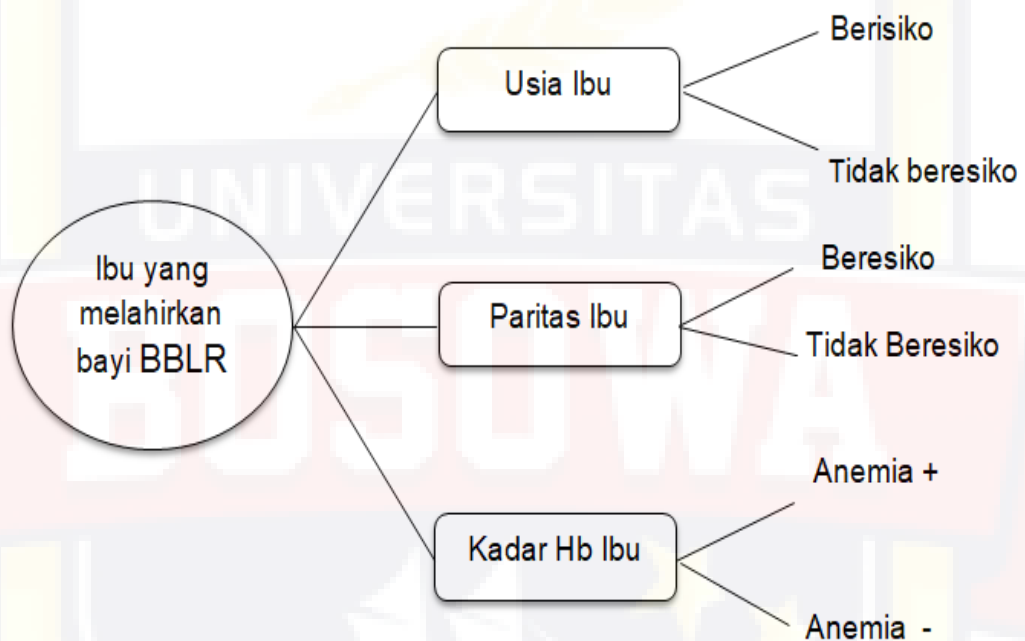 Berisiko
Usia Ibu
Tidak beresiko
UNIVERSITAS
Ibu yang
melahirkan
bayi BBLR
Beresiko
Paritas Ibu
Tidak Beresiko
BOSOWA
Anemia +
Kadar Hb Ibu
Anemia -